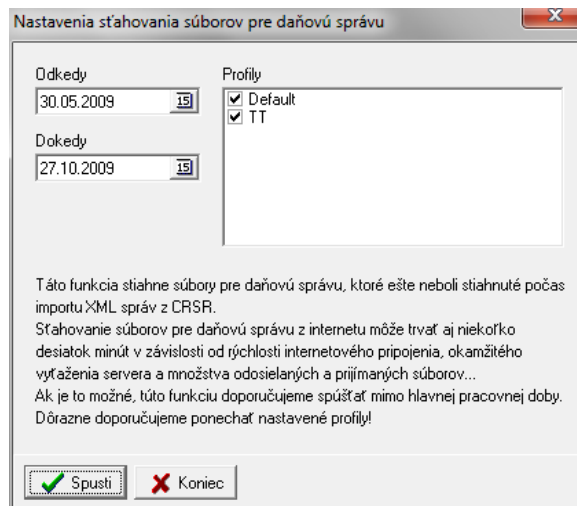 Nastavenia sťahovania súborov pre daňovú správu
Odkedy
30.05.2009
15
Dokedy
27.10.2009
15
Profily
Default
TT
Táto funkcia stiahne súbory pre daňovú správu, ktoré ešte neboli stiahnuté počas
importu XML správ z CRSR.
Sťahovanie súborov pre daňovú správu z internetu môže trvať aj niekoľko
desiatok minút v závislosti od rýchlosti internetového pripojenia, okamžitého
vyťaženia servera a množstva odosielaných a prijímaných súborov...
Ak je to možné, túto funkciu doporučujeme spúšťať mimo hlavnej pracovnej doby.
Dôrazne doporučujeme ponechať nastavené profily!
Spusti
Koniec